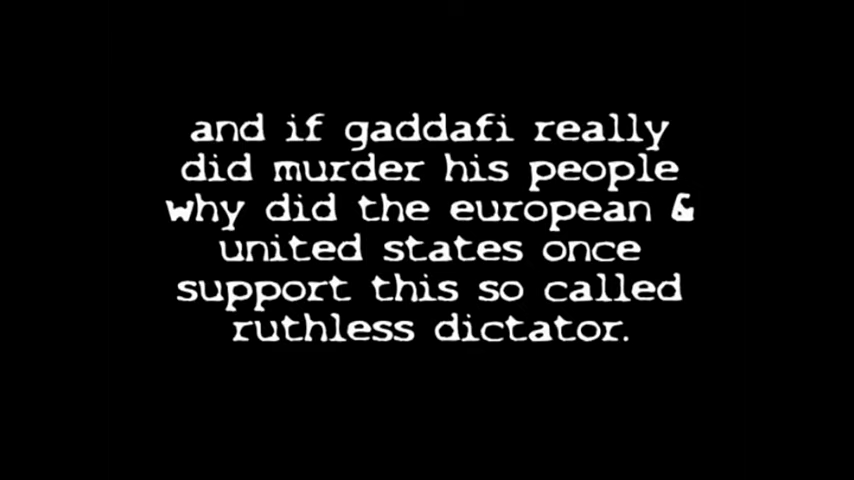 and if gaddafi really
did murder his people
why did the european &
united states once
support this so called
ruthless dictator.